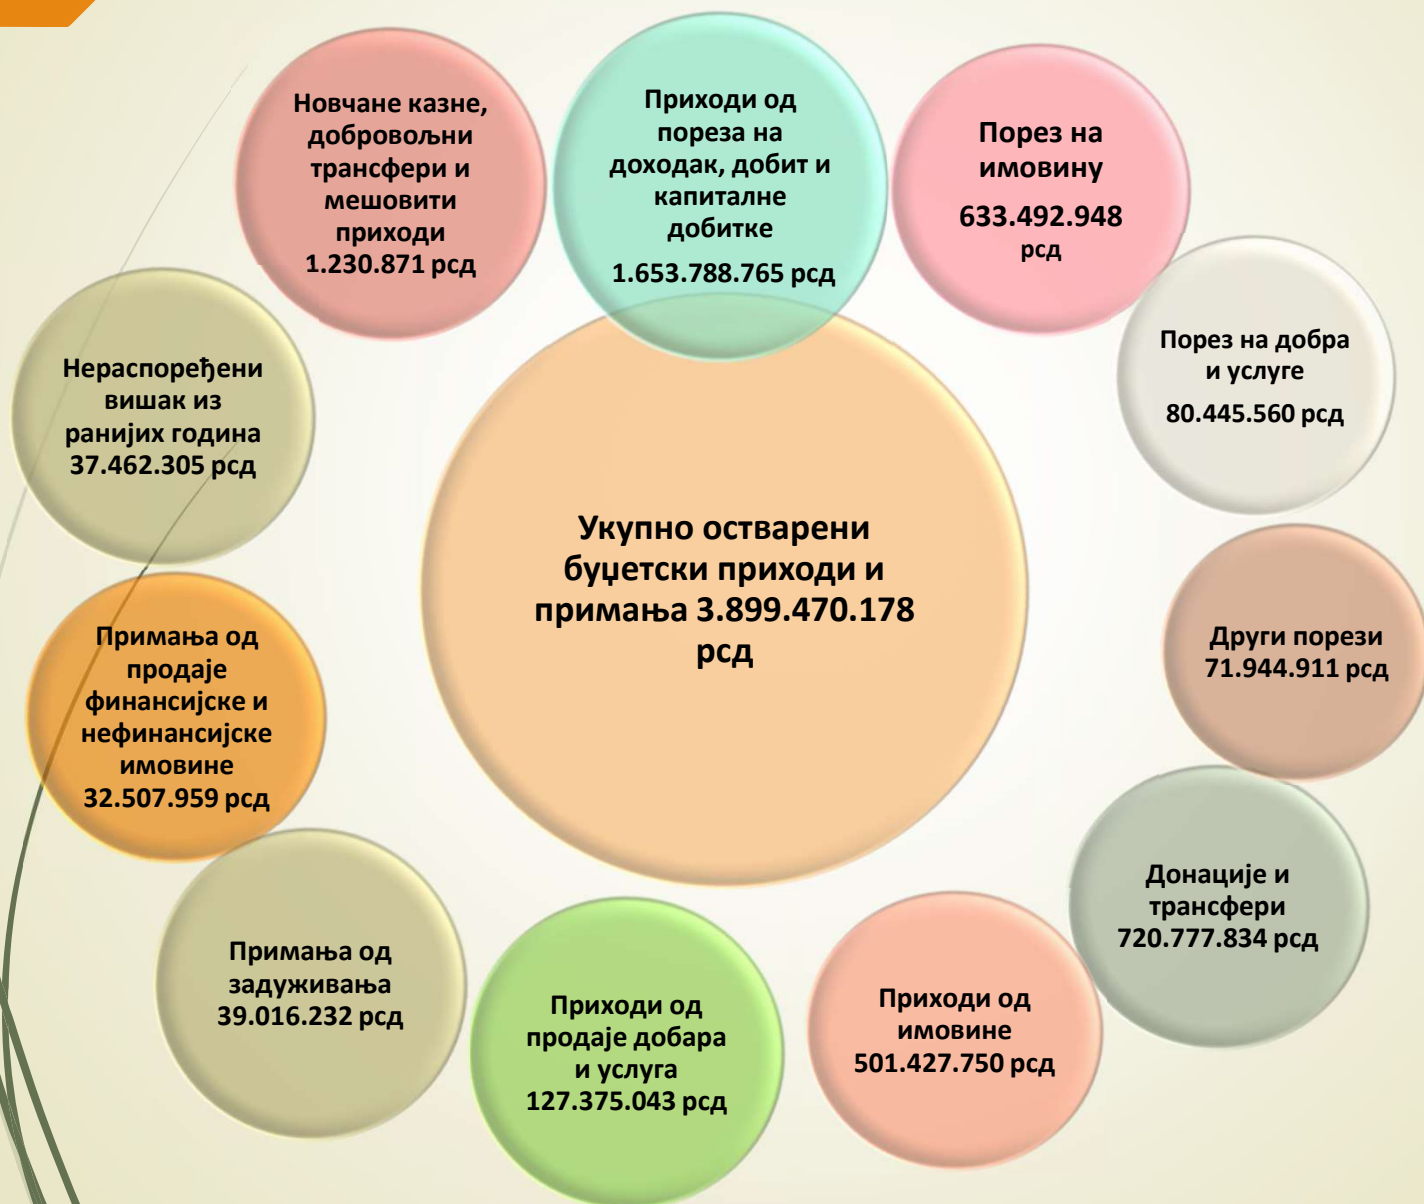 Новчане казне,
добровољни
трансфери и
мешовити
приходи
1.230.871 рсд
Приходи од
пореза на
доходак, добит и
капиталне
добитке
1.653.788.765 рсд
Порез на
имовину
633.492.948
рсд
Порез на добра
и услуге
80.445.560 рсд
Други порези
71.944.911 рсд
Донације и
трансфери
720.777.834 рсд
Приходи од
имовине
501.427.750 рсд
Приходи од
продаје добара
и услуга
127.375.043 рсд
Примања од
задуживања
39.016.232 рсд
Примања од
продаје
финансијске и
нефинансијске
имовине
32.507.959 рсд
Нераспоређени
вишак из
ранијих година
37.462.305 рсд
Укупно остварени
буџетски приходи и
примања 3.899.470.178
рсд